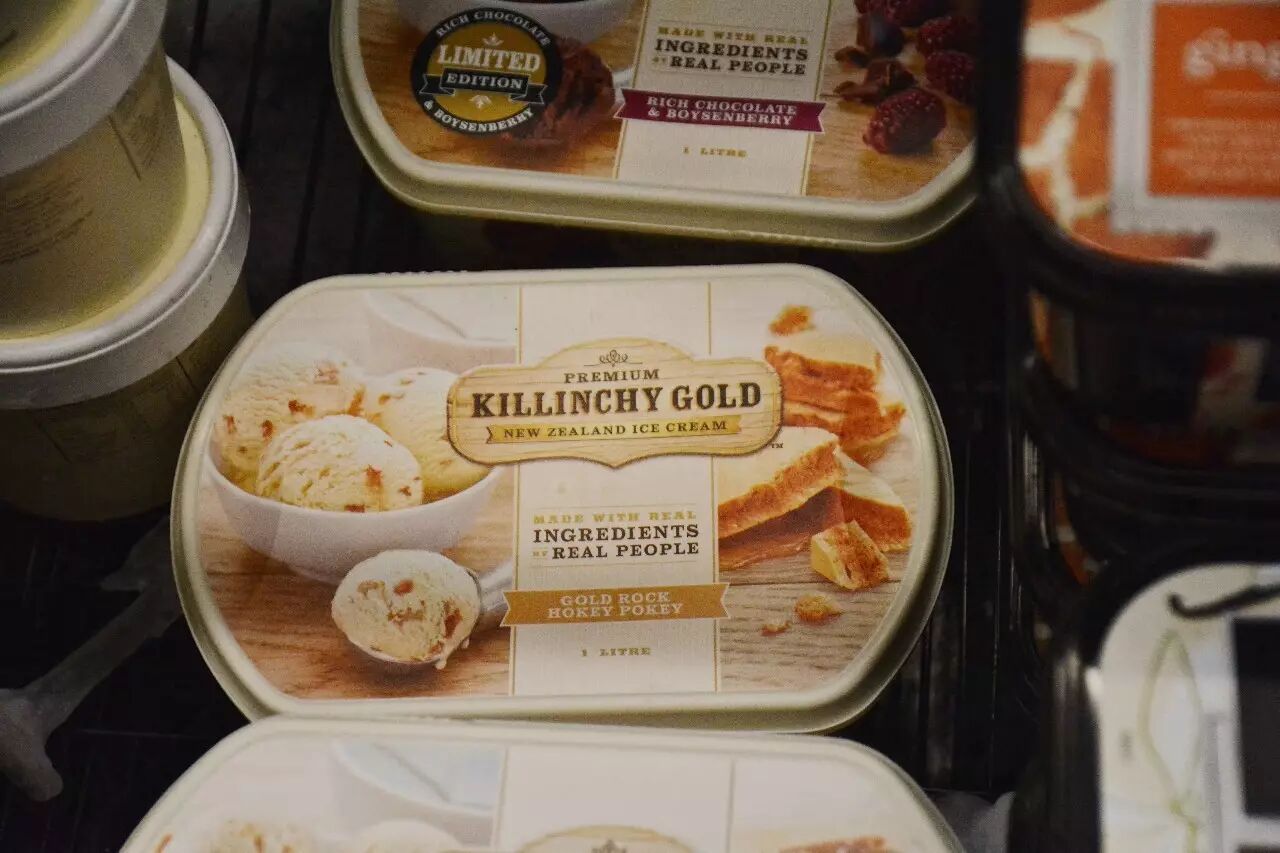 RICH CHOCOLATE
LIMITED
EDITION
& BOYSENBERRY
MADE WITH REAL
INGREDIENTS
BY REAL PEOPLE
RICH CHOCOLATE
& BOYSENBERRY
1 LITRE
PREMIUM
KILLINCHY GOLD
NEW ZEALAND ICE CREAM
TM
MADE WITH REAL
INGREDIENTS
BY REAL PEOPLE
GOLD ROCK
HOKEY POKEY
1 LITRE